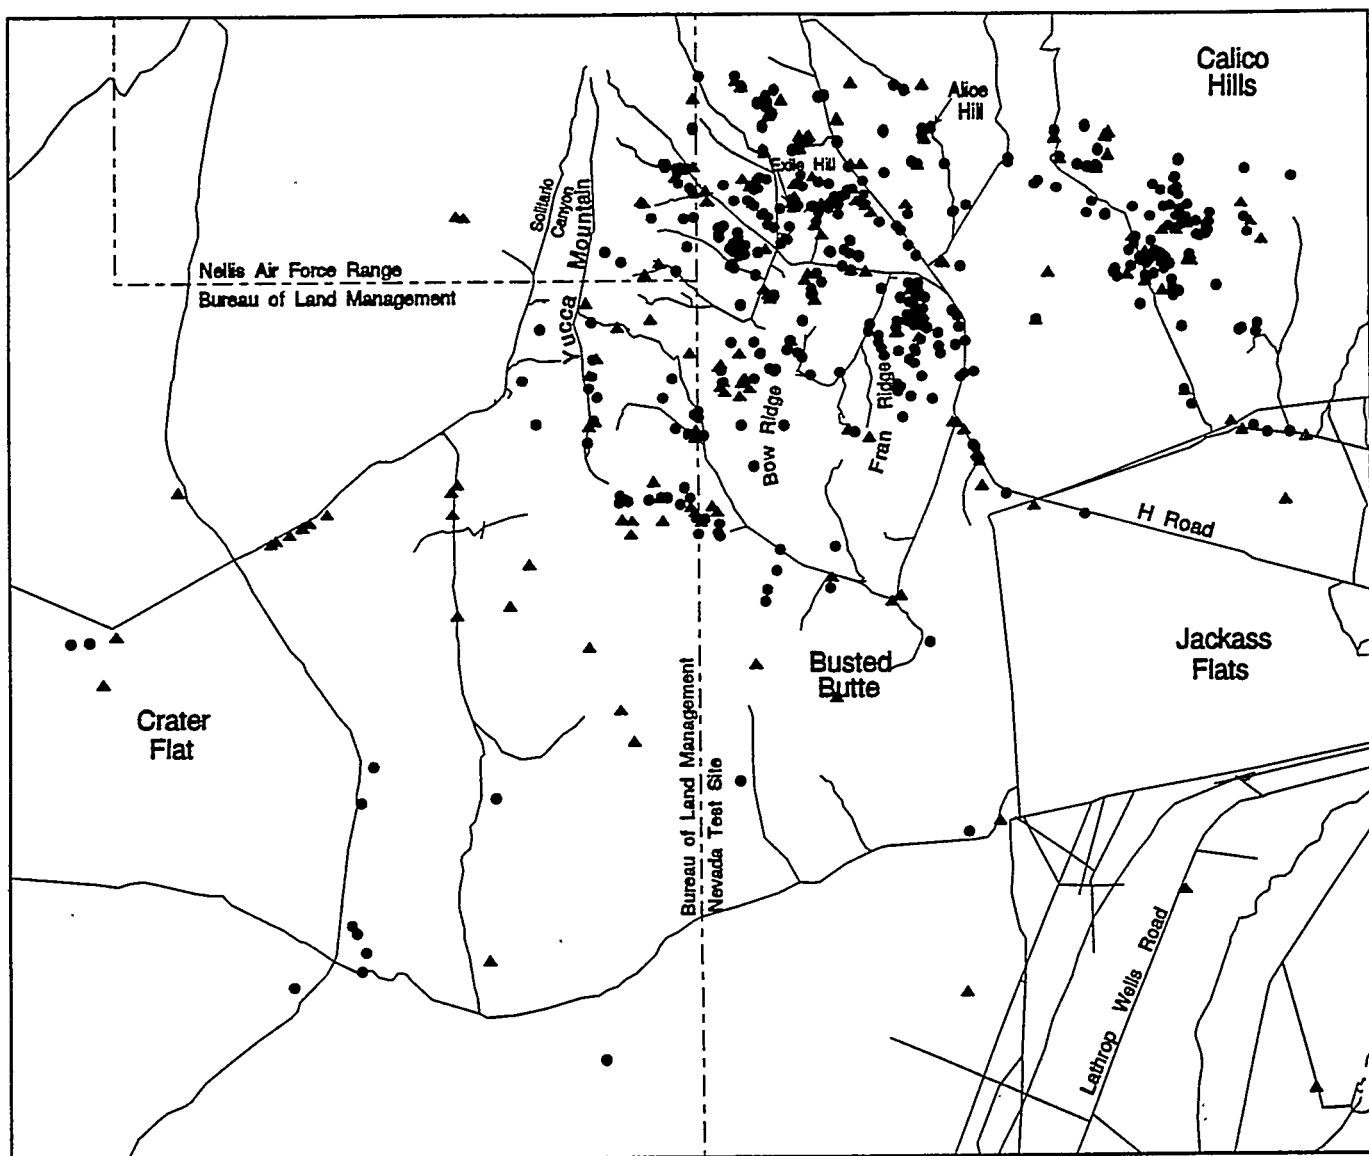 Calico
Hills
Alice
Hill
Exile Hill
Solitario
Canyon
Yucca Mountain
Nellis Air Force Range
Bureau of Land Management
Bow Ridge
Fran Ridge
H Road
Jackass
Flats
Busted
Butte
Crater
Flat
Bureau of Land Management
Nevada Test Site
Lathrop Wells Road